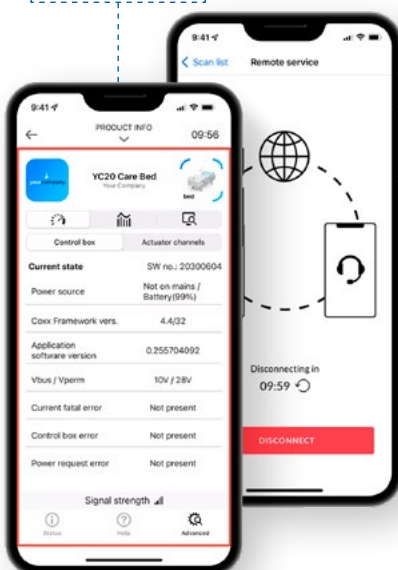 9:41
Scan list Remote service
9:41
PRODUCT INFO 09:56
your company
YC20 Care Bed
Your Company
bed
Control box Actuator channels
Current state SW no.: 20300604
Power source Not on mains /
Battery(99%)
Coxx Framework vers. 4.4/32
Application
software version 0.255704092
Vbus / Vperm 10V / 28V
Current fatal error Not present
Control box error Not present
Power request error Not present
Signal strength
Status Help Advanced
Disconnecting in
09:59
DISCONNECT